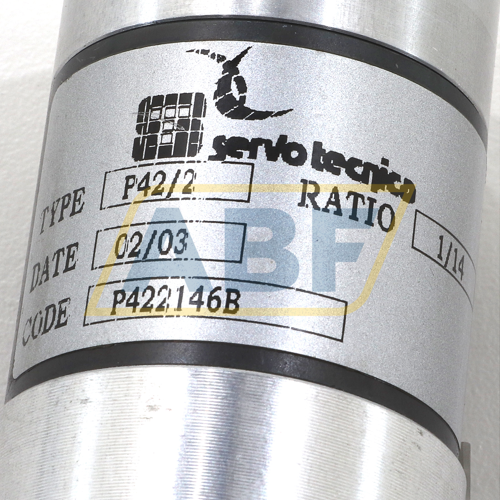 servo tecnica
TYPE P42/2 RATIO 1/14
DATE 02/03
CODE P422146B
ABF